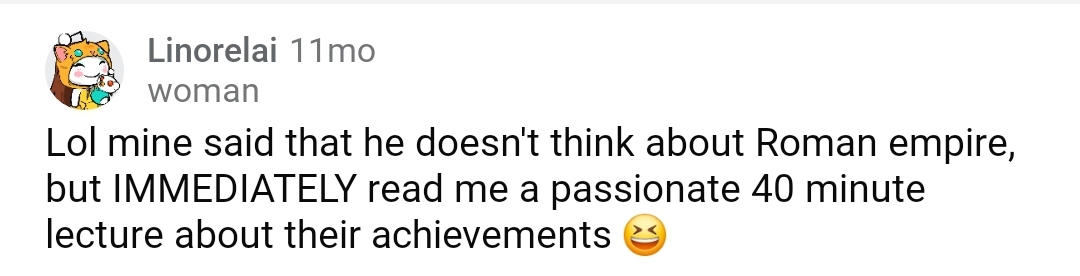 Linorelai 11mo
woman
Lol mine said that he doesn't think about Roman empire,
but IMMEDIATELY read me a passionate 40 minute
lecture about their achievements 😆